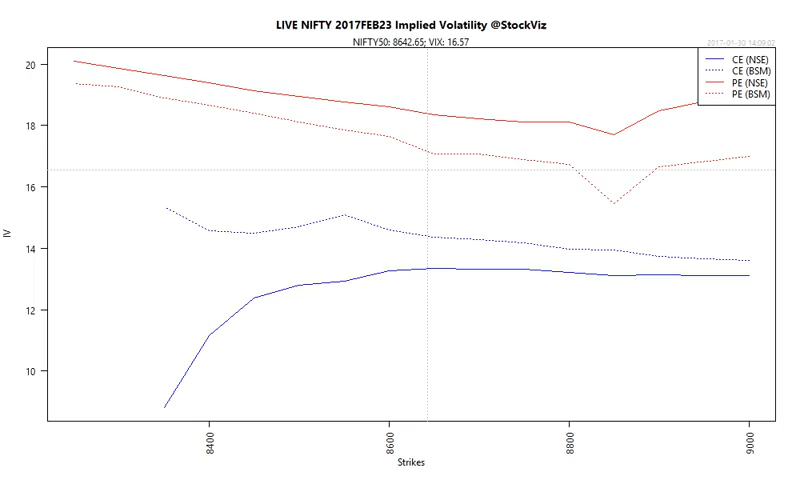 LIVE NIFTY 2017FEB23 Implied Volatility @StockViz
NIFTY50: 8642.65; VIX: 16.57
2017-01-30 14:09:02
CE (NSE)
CE (BSM)
PE (NSE)
PE (BSM)
20
18
16
14
12
10
IV
8400
8600
8800
9000
Strikes